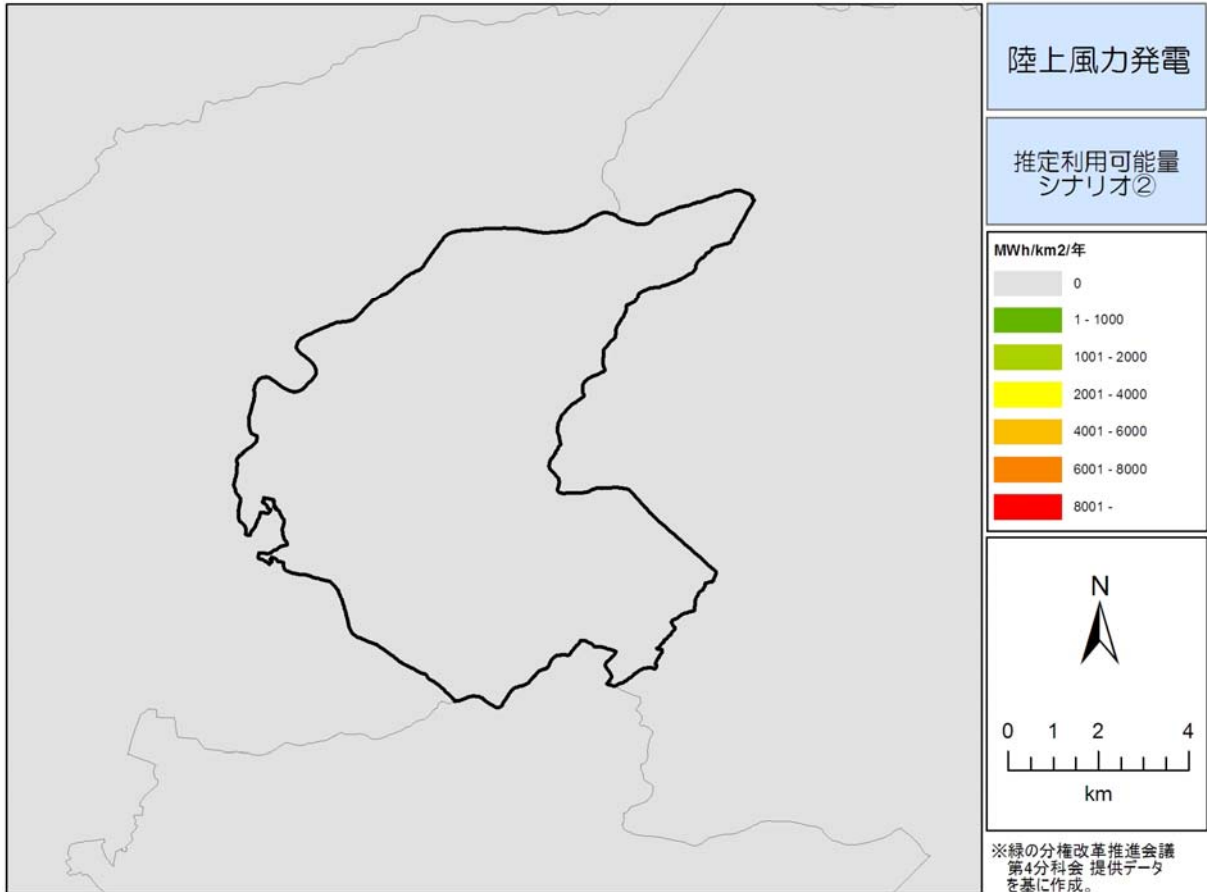 陸上風力発電
推定利用可能量
シナリオ②
MWh/km2/年
0
1 - 1000
1001 - 2000
2001 - 4000
4001 - 6000
6001 - 8000
8001 -
N
0 1 2 4
km
※緑の分権改革推進会議
第4分科会 提供データ
を基に作成。